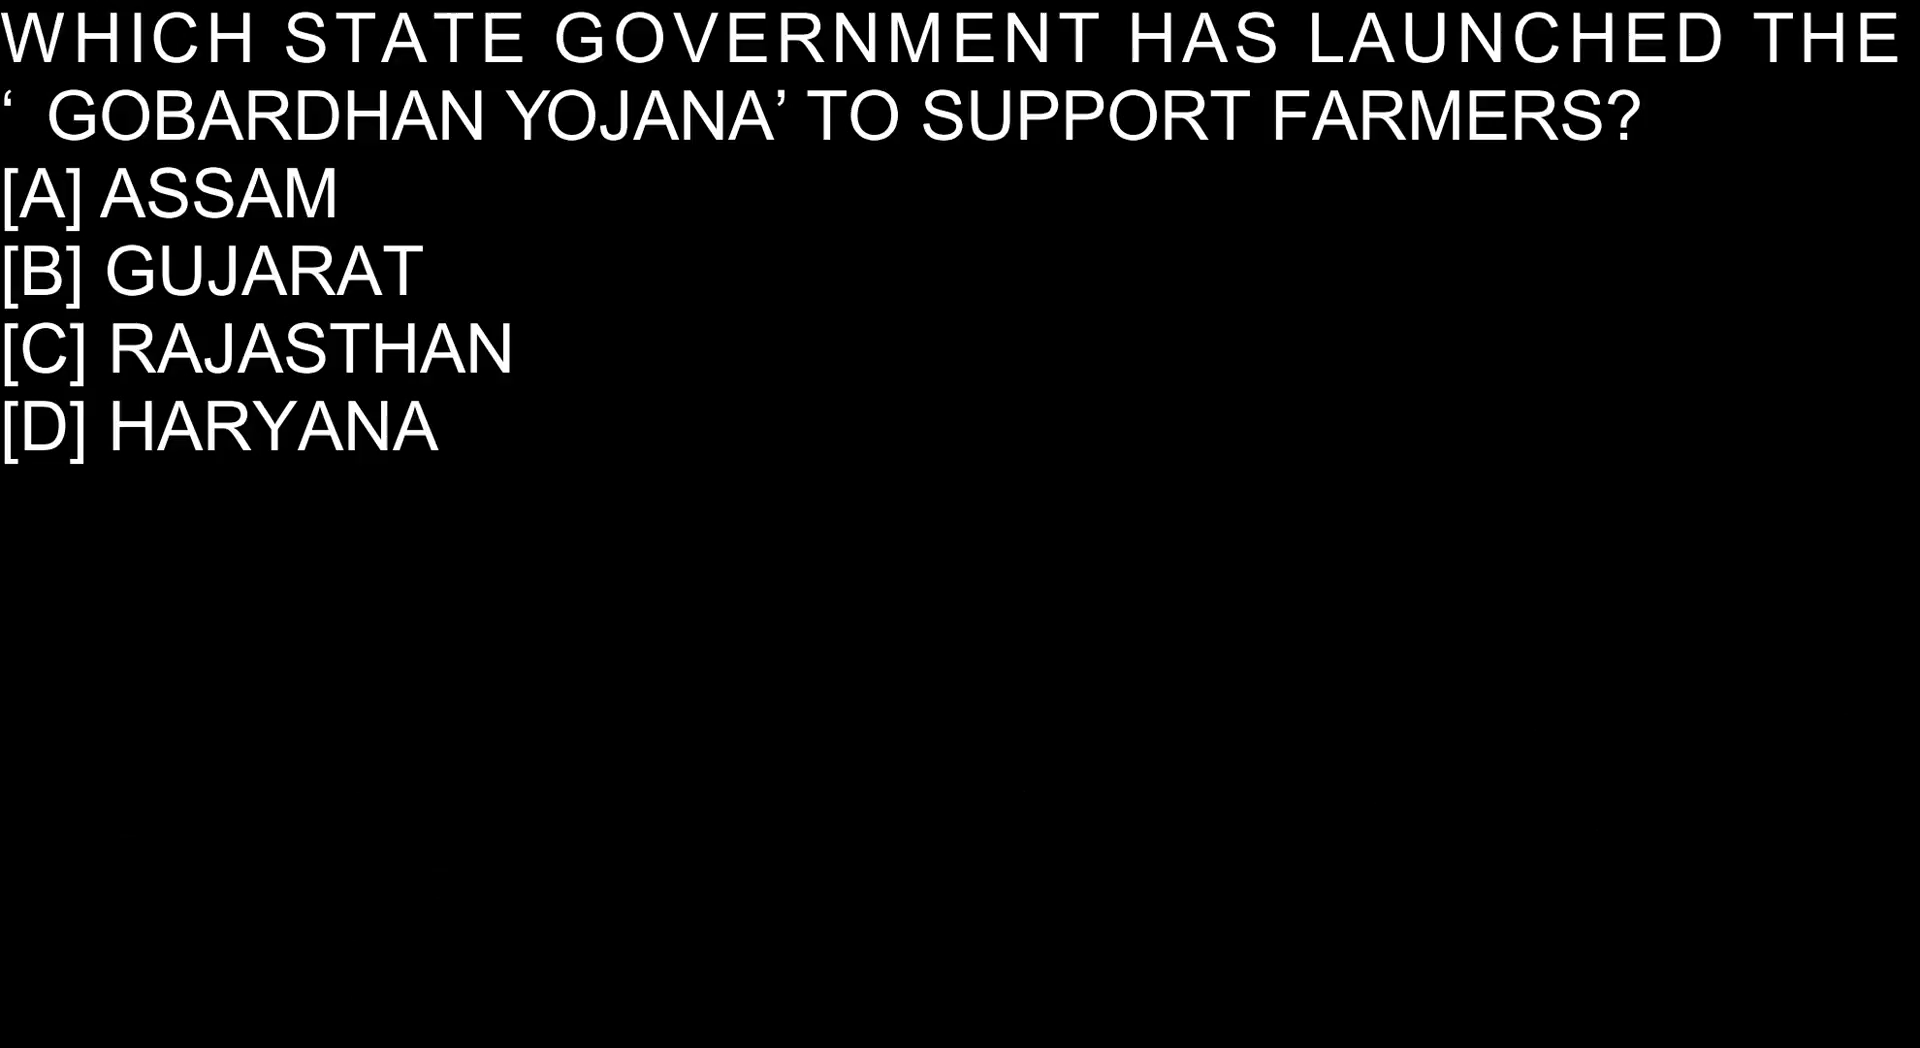 WHICH STATE GOVERNMENT HAS LAUNCHED THE
‘ GOBARDHAN YOJANA’ TO SUPPORT FARMERS?
[A] ASSAM
[B] GUJARAT
[C] RAJASTHAN
[D] HARYANA